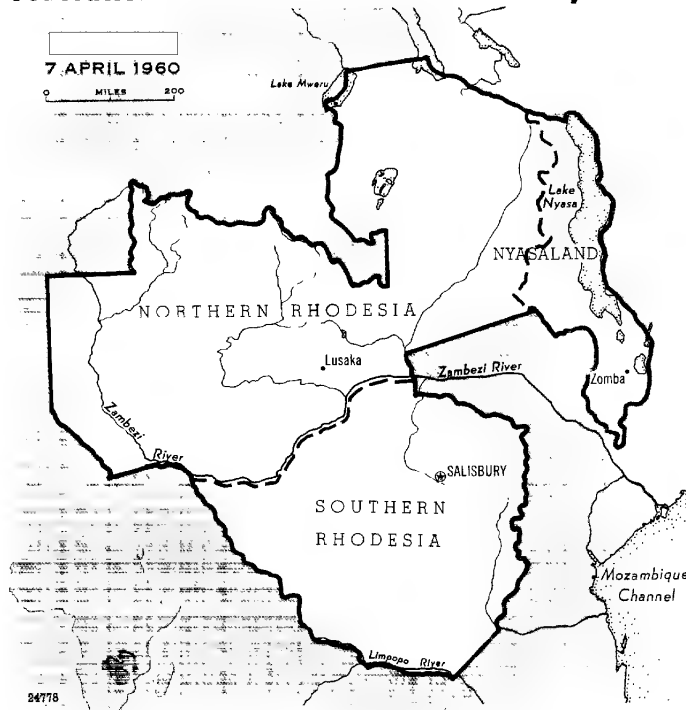 7 APRIL 1960
0 MILES 200
Lake Mweru
Lake
Nyasa
NYASALAND
NORTHERN RHODESIA
Lusaka
Zambezi River
Zomba
Zambezi
River
SALISBURY
SOUTHERN
RHODESIA
Mozambique
Channel
Limpopo River
24778